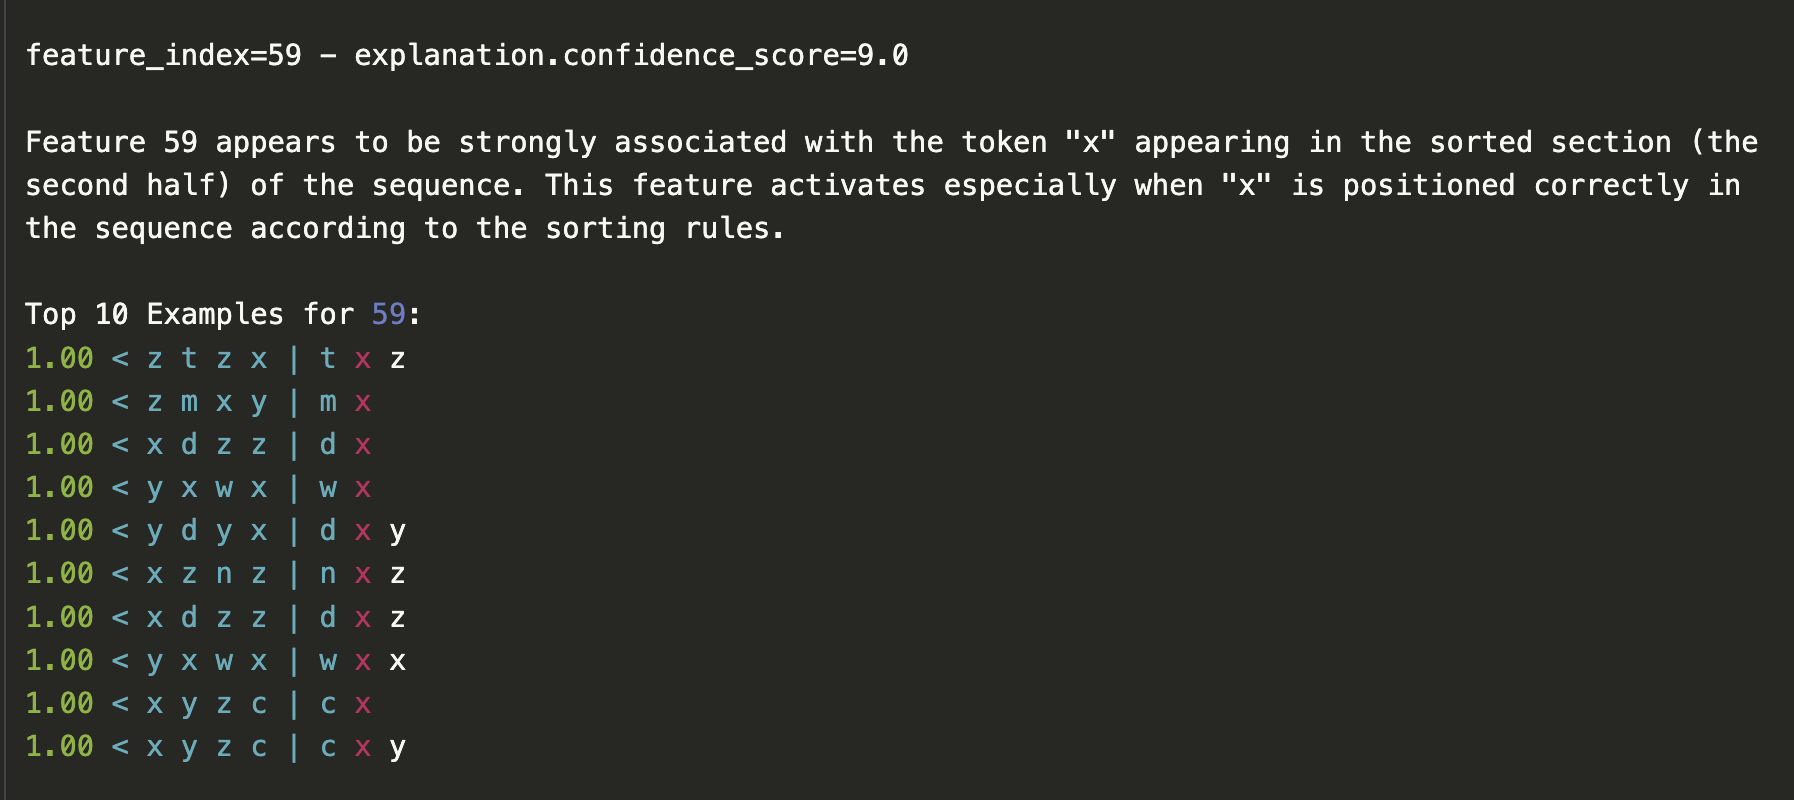 feature_index=59 – explanation.confidence_score=9.0
Feature 59 appears to be strongly associated with the token "x" appearing in the sorted section (the
second half) of the sequence. This feature activates especially when "x" is positioned correctly in
the sequence according to the sorting rules.
Top 10 Examples for 59:
1.00 < z t z x | t x z
1.00 < z m x y | m x
1.00 < x d z z | d x
1.00 < y x w x | w x
1.00 < y d y x | d x y
1.00 < x z n z | n x z
1.00 < x d z z | d x z
1.00 < y x w x | w x x
1.00 < x y z c | c x
1.00 < x y z c | c x y